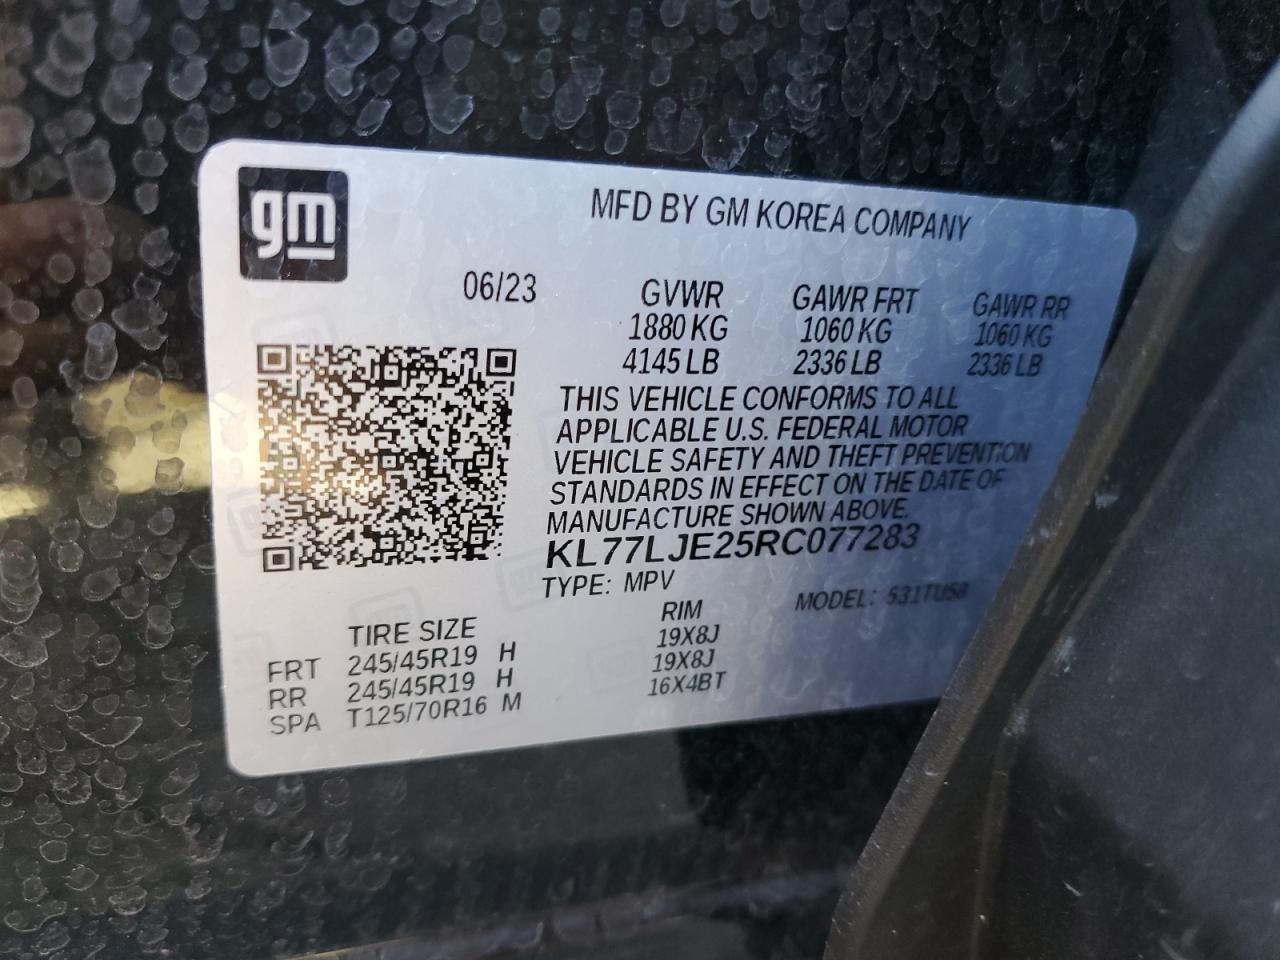 gm
MFD BY GM KOREA COMPANY
06/23 GVWR GAWR FRT GAWR RR
1880 KG 1060 KG 1060 KG
4145 LB 2336 LB 2336 LB
THIS VEHICLE CONFORMS TO ALL
APPLICABLE U.S. FEDERAL MOTOR
VEHICLE SAFETY AND THEFT PREVENTION
STANDARDS IN EFFECT ON THE DATE OF
MANUFACTURE SHOWN ABOVE.
KL77LJE25RC077283
TYPE: MPV MODEL: 531TU58
TIRE SIZE RIM
FRT 245/45R19 H 19X8J
RR 245/45R19 H 19X8J
SPA T125/70R16 M 16X4BT